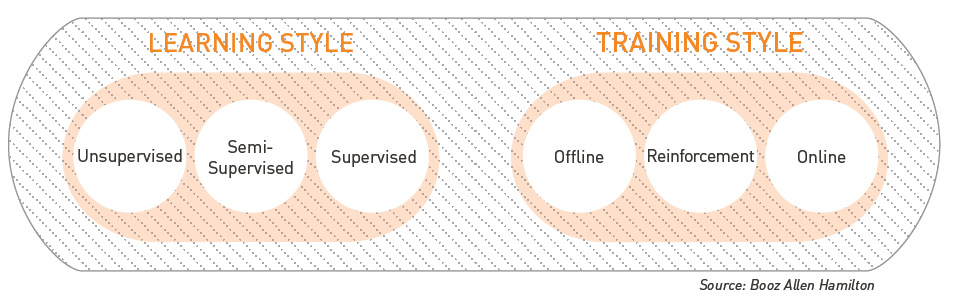 LEARNING STYLE
TRAINING STYLE
Unsupervised
Semi-
Supervised
Supervised
Offline
Reinforcement
Online
Source: Booz Allen Hamilton